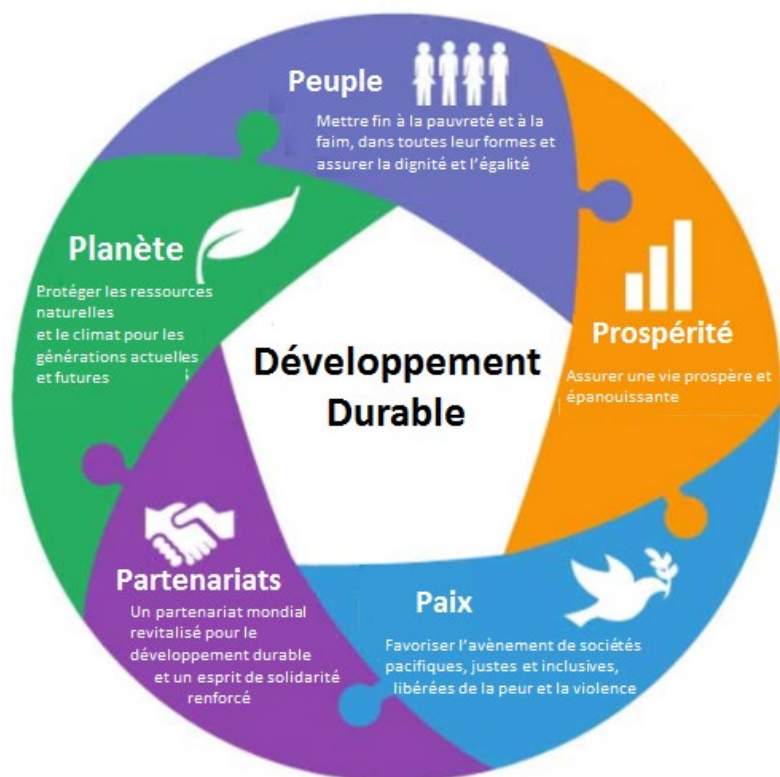 Peuple
Mettre fin à la pauvreté et à la
faim, dans toutes leur formes et
assurer la dignité et l'égalité
Planète
Protéger les ressources
naturelles
et le climat pour les
générations actuelles
et futures
Prospérité
Assurer une vie prospère et
épanouissante
Développement
Durable
Partenariats
Un partenariat mondial
revitalisé pour le
développement durable
et un esprit de solidarité
renforcé
Paix
Favoriser l'avènement de sociétés
pacifiques, justes et inclusives,
libérées de la peur et la violence